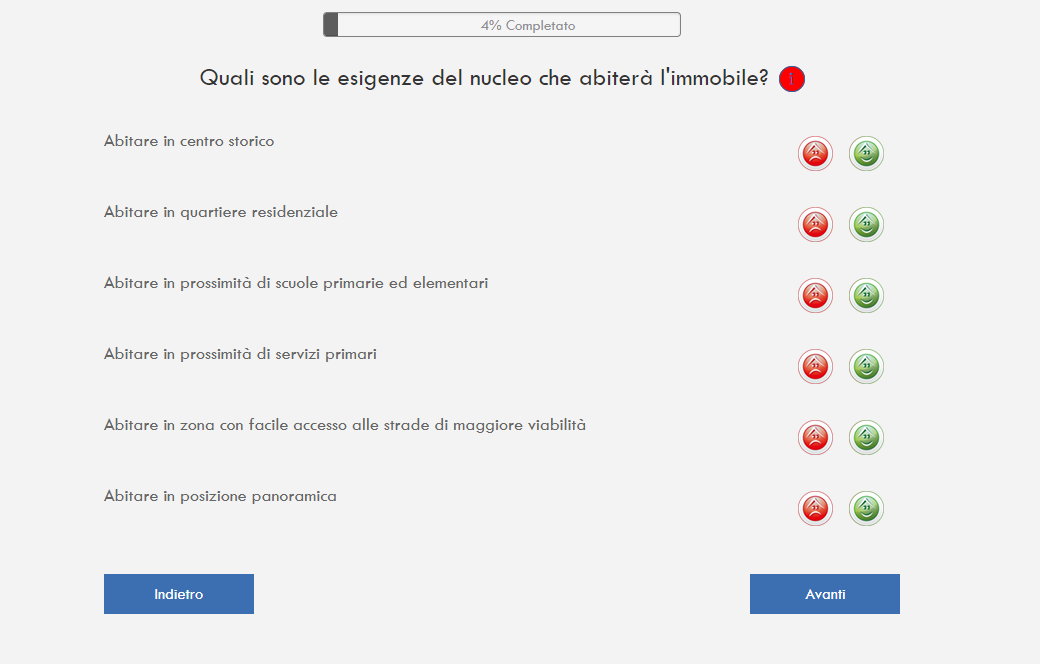 4% Completato
Quali sono le esigenze del nucleo che abiterà l'immobile? i
Abitare in centro storico
Abitare in quartiere residenziale
Abitare in prossimità di scuole primarie ed elementari
Abitare in prossimità di servizi primari
Abitare in zona con facile accesso alle strade di maggiore viabilità
Abitare in posizione panoramica
Indietro
Avanti